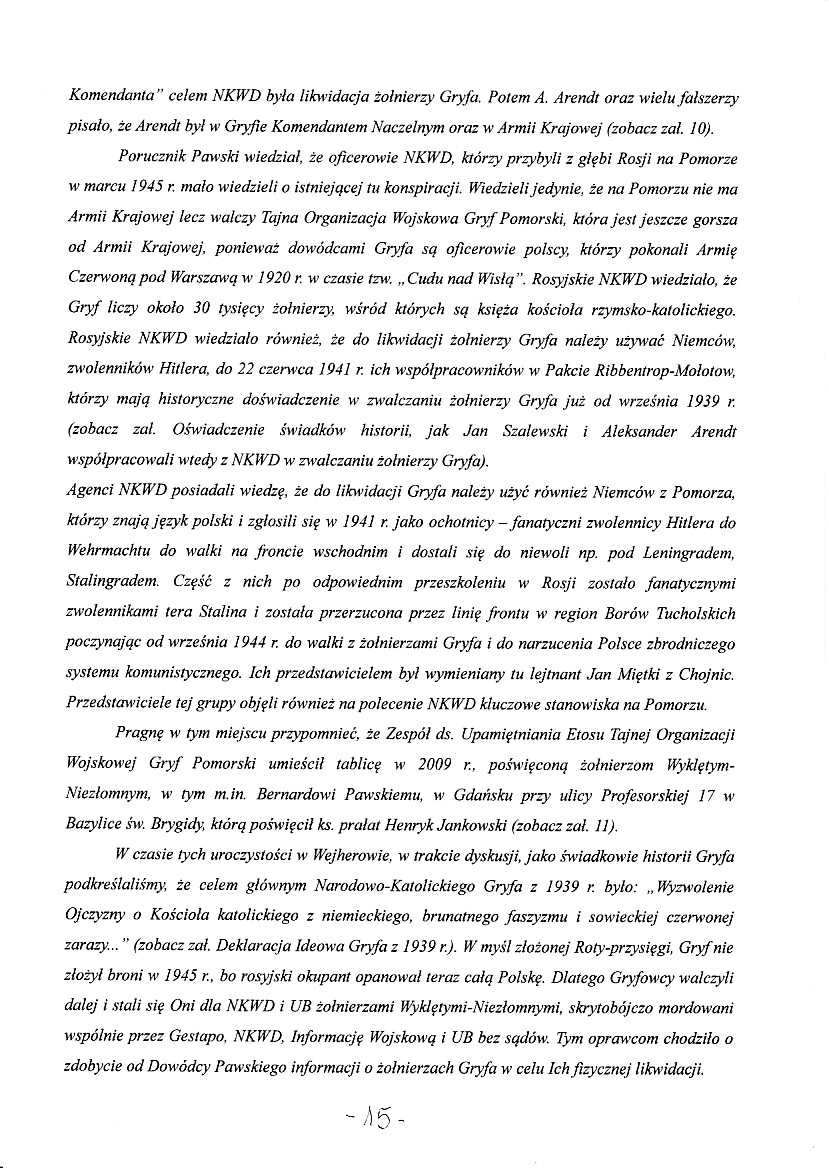 Komendanta” celem NKWD była likwidacja żołnierzy Gryfa. Potem A. Arendt oraz wielu fałszerzy
pisało, że Arendt był w Gryfie Komendantem Naczelnym oraz w Armii Krajowej (zobacz zał. 10).
Porucznik Pawski wiedział, że oficerowie NKWD, którzy przybyli z głębi Rosji na Pomorze
w marcu 1945 r. mało wiedzieli o istniejącej tu konspiracji. Wiedzieli jedynie, że na Pomorzu nie ma
Armii Krajowej lecz walczy Tajna Organizacja Wojskowa Gryf Pomorski, która jest jeszcze gorsza
od Armii Krajowej, ponieważ dowódcami Gryfa są oficerowie polscy, którzy pokonali Armię
Czerwoną pod Warszawą w 1920 r. w czasie tzw. „Cudu nad Wisłą”. Rosyjskie NKWD wiedziało, że
Gryf liczy około 30 tysięcy żołnierzy, wśród których są księża kościoła rzymsko-katolickiego.
Rosyjskie NKWD wiedziało również, że do likwidacji żołnierzy Gryfa należy używać Niemców,
zwolenników Hitlera, do 22 czerwca 1941 r. ich współpracowników w Pakcie Ribbentrop-Mołotow,
którzy mają historyczne doświadczenie w zwalczaniu żołnierzy Gryfa już od września 1939 r.
(zobacz zał. Oświadczenie świadków historii, jak Jan Szalewski i Aleksander Arendt
współpracowali wtedy z NKWD w zwalczaniu żołnierzy Gryfa).
Agenci NKWD posiadali wiedzę, że do likwidacji Gryfa należy użyć również Niemców z Pomorza,
którzy znają język polski i zgłosili się w 1941 r. jako ochotnicy – fanatyczni zwolennicy Hitlera do
Wehrmachtu do walki na froncie wschodnim i dostali się do niewoli np. pod Leningradem,
Stalingradem. Część z nich po odpowiednim przeszkoleniu w Rosji zostało fanatycznymi
zwolennikami tera Stalina i została przerzucona przez linię frontu w region Borów Tucholskich
poczynając od września 1944 r. do walki z żołnierzami Gryfa i do narzucenia Polsce zbrodniczego
systemu komunistycznego. Ich przedstawicielem był wymieniany tu lejtnant Jan Miętki z Chojnic.
Przedstawiciele tej grupy objęli również na polecenie NKWD kluczowe stanowiska na Pomorzu.
Pragnę w tym miejscu przypomnieć, że Zespół ds. Upamiętniania Etosu Tajnej Organizacji
Wojskowej Gryf Pomorski umieścił tablicę w 2009 r., poświęconą żołnierzom Wyklętym-
Niezłomnym, w tym m.in. Bernardowi Pawskiemu, w Gdańsku przy ulicy Profesorskiej 17 w
Bazylice św. Brygidy, którą poświęcił ks. prałat Henryk Jankowski (zobacz zał. 11).
W czasie tych uroczystości w Wejherowie, w trakcie dyskusji, jako świadkowie historii Gryfa
podkreślaliśmy, że celem głównym Narodowo-Katolickiego Gryfa z 1939 r. było: „Wyzwolenie
Ojczyzny o Kościoła katolickiego z niemieckiego, brunatnego faszyzmu i sowieckiej czerwonej
zarazy...” (zobacz zał. Deklaracja Ideowa Gryfa z 1939 r.). W myśl złożonej Roty-przysięgi, Gryf nie
złożył broni w 1945 r., bo rosyjski okupant opanował teraz całą Polskę. Dlatego Gryfowcy walczyli
dalej i stali się Oni dla NKWD i UB żołnierzami Wyklętymi-Niezłomnymi, skrytobójczo mordowani
wspólnie przez Gestapo, NKWD, Informację Wojskową i UB bez sądów. Tym oprawcom chodziło o
zdobycie od Dowódcy Pawskiego informacji o żołnierzach Gryfa w celu Ich fizycznej likwidacji.
- 15 -